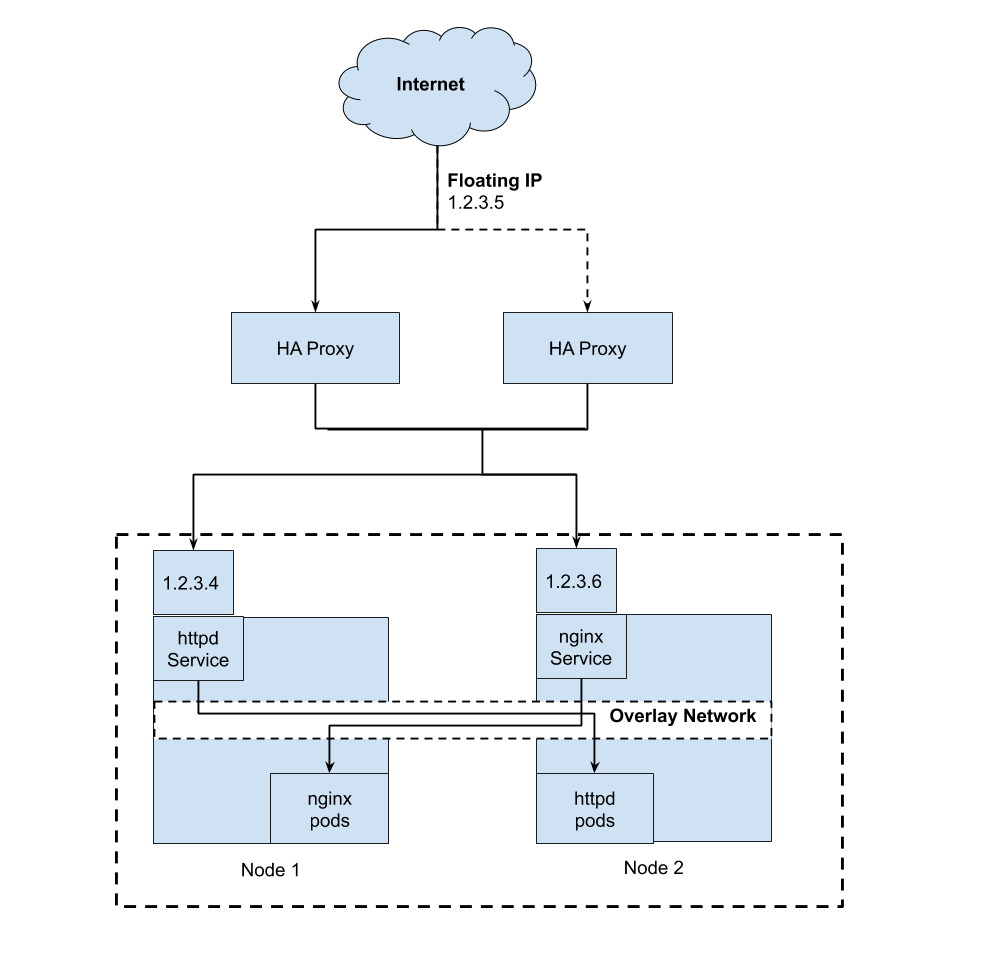 Internet
Floating IP
1.2.3.5
HA Proxy
HA Proxy
1.2.3.4
1.2.3.6
httpd
Service
nginx
Service
Overlay Network
nginx
pods
httpd
pods
Node 1
Node 2